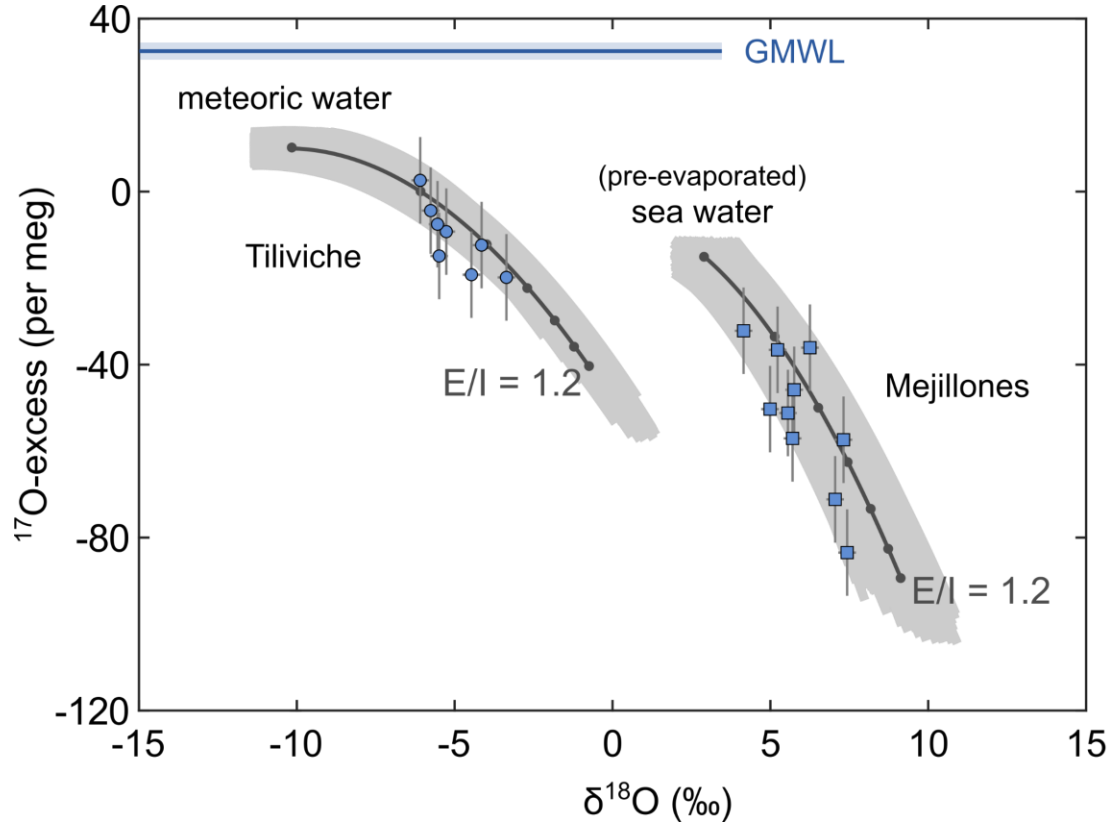 40
GMWL
meteoric water
0
(pre-evaporated)
sea water
Tiliviche
¹⁷O-excess (per meg)
-40
E/I = 1.2
Mejillones
-80
E/I = 1.2
-120
-15 -10 -5 0 5 10 15
δ¹⁸O (‰)